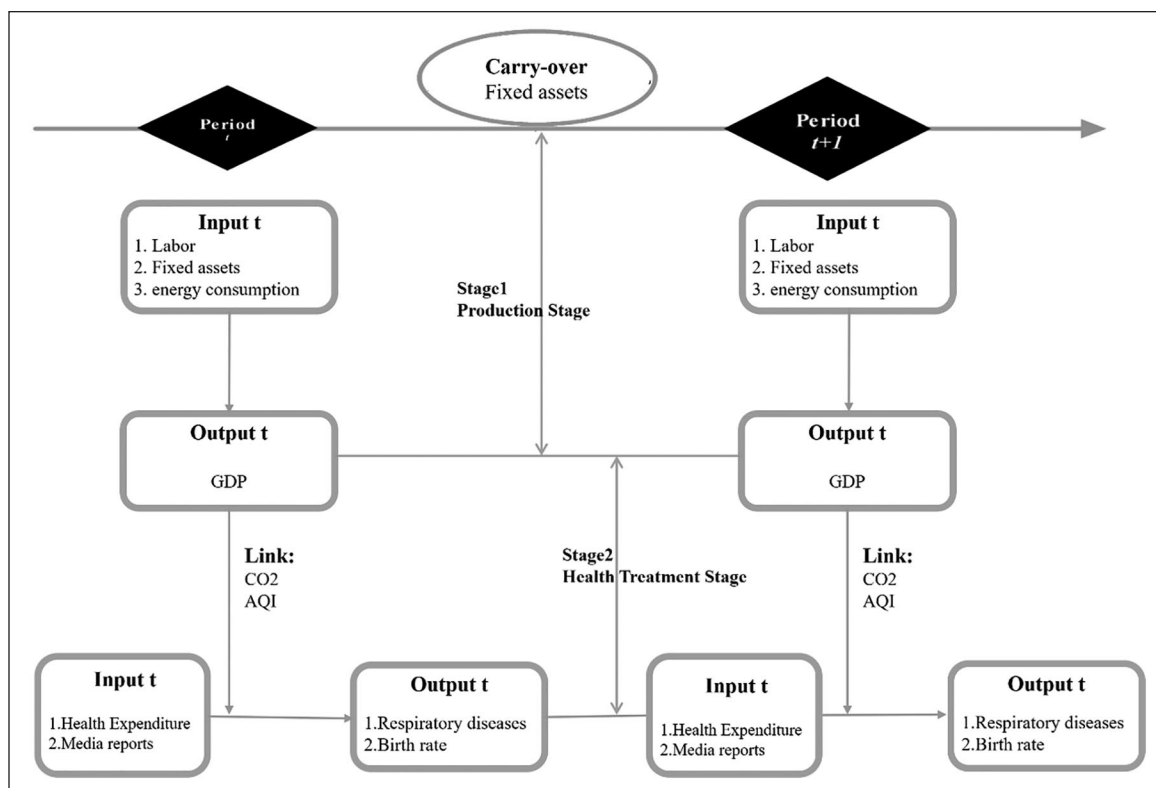 Carry-over
Fixed assets
Period
t
Period
t+1
Input t
1. Labor
2. Fixed assets
3. energy consumption
Input t
1. Labor
2. Fixed assets
3. energy consumption
Stage1
Production Stage
Output t
GDP
Output t
GDP
Link:
CO2
AQI
Stage2
Health Treatment Stage
Link:
CO2
AQI
Input t
1.Health Expenditure
2.Media reports
Output t
1.Respiratory diseases
2.Birth rate
Input t
1.Health Expenditure
2.Media reports
Output t
1.Respiratory diseases
2.Birth rate